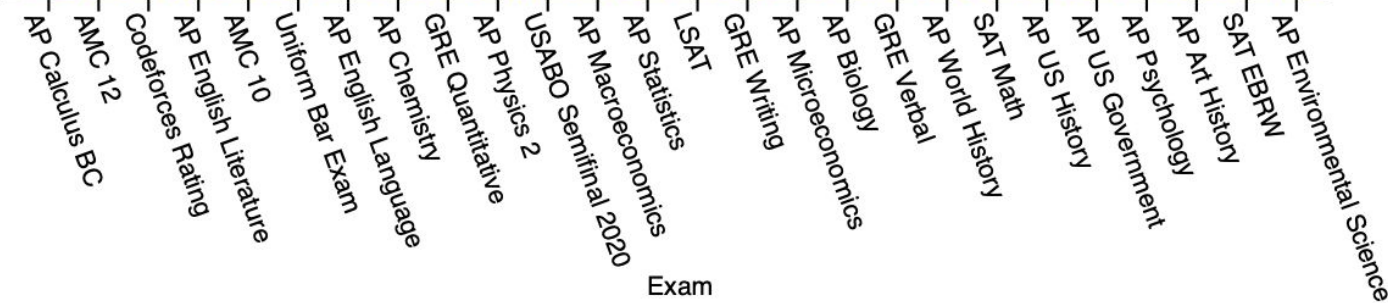 AP Calculus BC
AMC 12
Codeforces Rating
AP English Literature
AMC 10
Uniform Bar Exam
AP English Language
AP Chemistry
GRE Quantitative
AP Physics 2
USABO Semifinal 2020
AP Macroeconomics
AP Statistics
LSAT
GRE Writing
AP Microeconomics
AP Biology
GRE Verbal
AP World History
SAT Math
AP US History
AP US Government
AP Psychology
AP Art History
SAT EBRW
AP Environmental Science
Exam